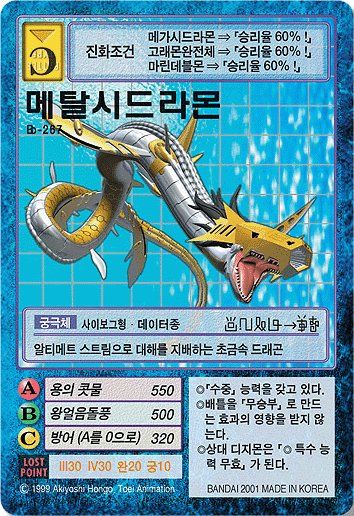 진화조건
메가시드라몬 ⇒ 「승리율 60% !」
고래몬완전체 ⇒ 「승리율 60% !」
마린데블몬 ⇒ 「승리율 60% !」
메탈시드라몬
Bo-267
궁극체 사이보그형 · 데이터종
알티메트 스트림으로 대해를 지배하는 초금속 드래곤
A 용의 콧물 550
B 왕얼음돌풍 500
C 방어 (A를 0으로) 320
◎「수중」 능력을 갖고 있다.
◎배틀을 「무승부」로 만드
는 효과의 영향을 받지 않
는다.
◎상대 디지몬은 「◎ 특수 능
력 무효」가 된다.
LOST POINT III30 IV30 완20 궁10
© 1999 Akiyoshi Hongo, Toei Animation
BANDAI 2001 MADE IN KOREA